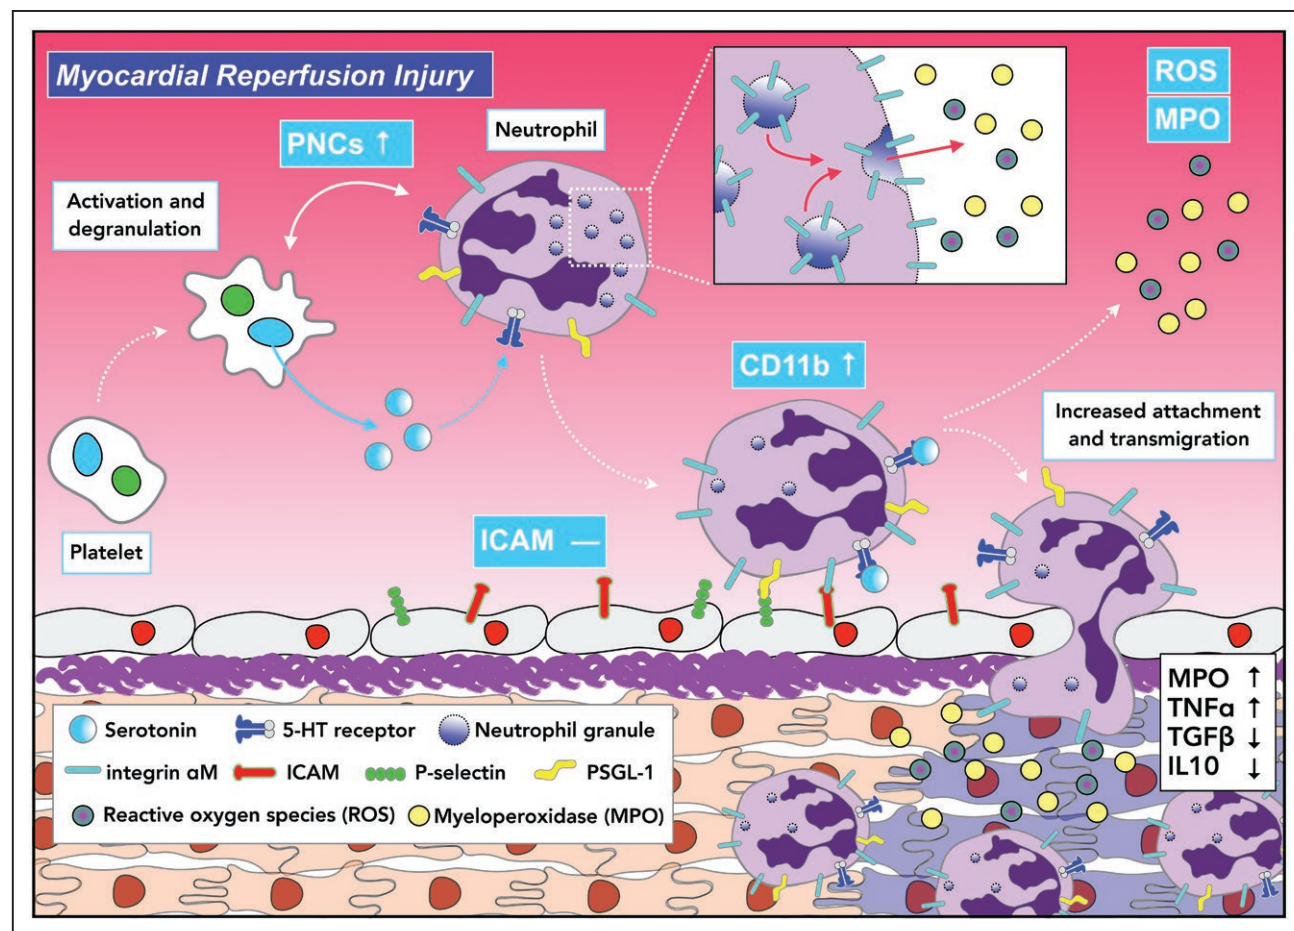 Myocardial Reperfusion Injury
PNCs ↑
Neutrophil
ROS
MPO
Activation and
degranulation
CD11b ↑
Increased attachment
and transmigration
Platelet
ICAM —
MPO ↑
TNFα ↑
TGFβ ↓
IL10 ↓
Serotonin
5-HT receptor
Neutrophil granule
integrin αM
ICAM
P-selectin
PSGL-1
Reactive oxygen species (ROS)
Myeloperoxidase (MPO)